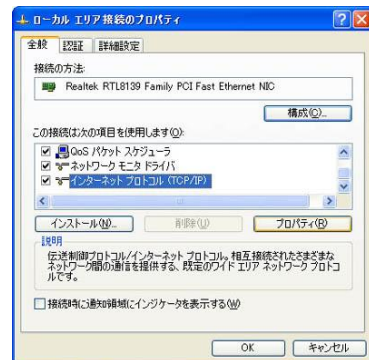 ローカル エリア接続のプロパティ
全般 認証 詳細設定
接続の方法:
Realtek RTL8139 Family PCI Fast Ethernet NIC
構成(C)...
この接続は次の項目を使用します(O):
QoS パケット スケジューラ
ネットワーク モニタ ドライバ
インターネット プロトコル (TCP/IP)
インストール(N)... 削除(U) プロパティ(R)
説明
伝送制御プロトコル/インターネット プロトコル。相互接続されたさまざまな
ネットワーク間の通信を提供する、既定のワイド エリア ネットワーク プロトコ
ルです。
接続時に通知領域にインジケータを表示する(W)
OK キャンセル